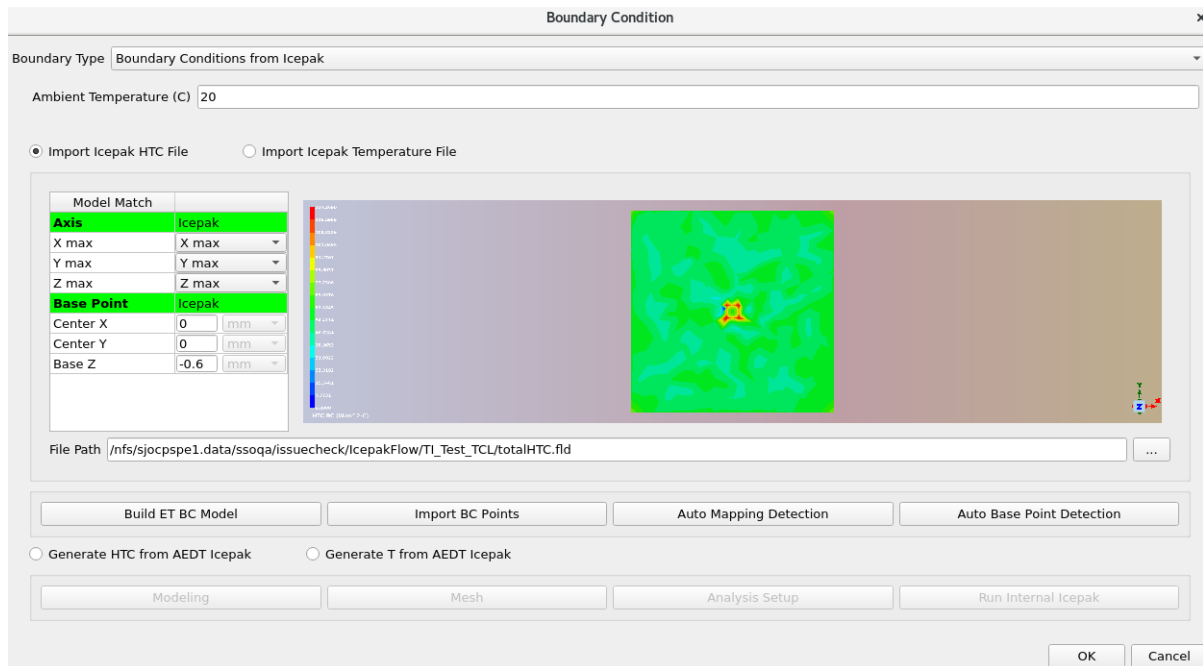 Boundary Condition
Boundary Type Boundary Conditions from Icepak
Ambient Temperature (C) 20
Import Icepak HTC File Import Icepak Temperature File
Model Match
Axis Icepak
X max X max
Y max Y max
Z max Z max
Base Point Icepak
Center X 0 mm
Center Y 0 mm
Base Z -0.6 mm
Y
Z
File Path /nfs/sjocpspe1.data/ssoqa/issuecheck/IcepakFlow/TI_Test_TCL/totalHTC.fld ...
Build ET BC Model Import BC Points Auto Mapping Detection Auto Base Point Detection
Generate HTC from AEDT Icepak Generate T from AEDT Icepak
Modeling Mesh Analysis Setup Run Internal Icepak
OK Cancel